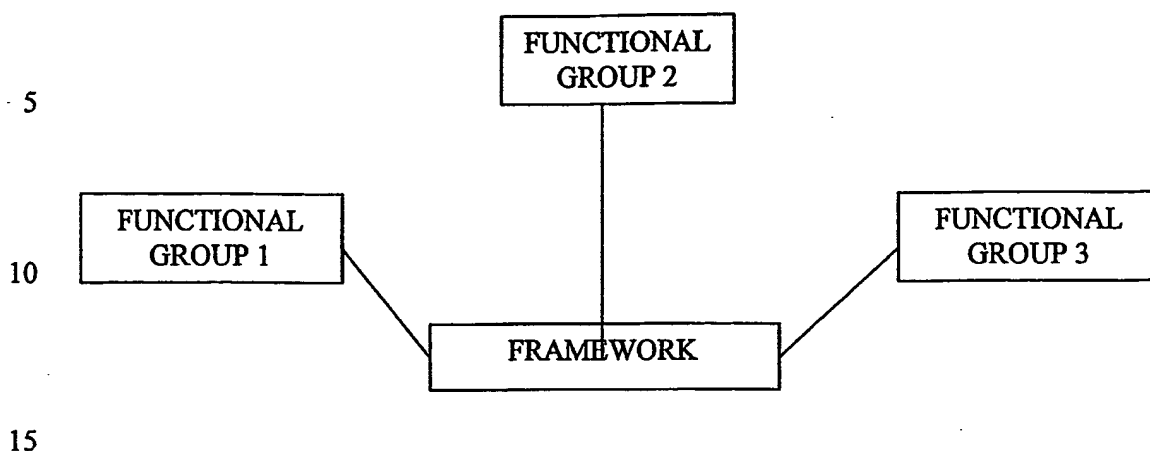 FUNCTIONAL
GROUP 2
5
FUNCTIONAL
GROUP 1
FUNCTIONAL
GROUP 3
10
FRAMEWORK
15